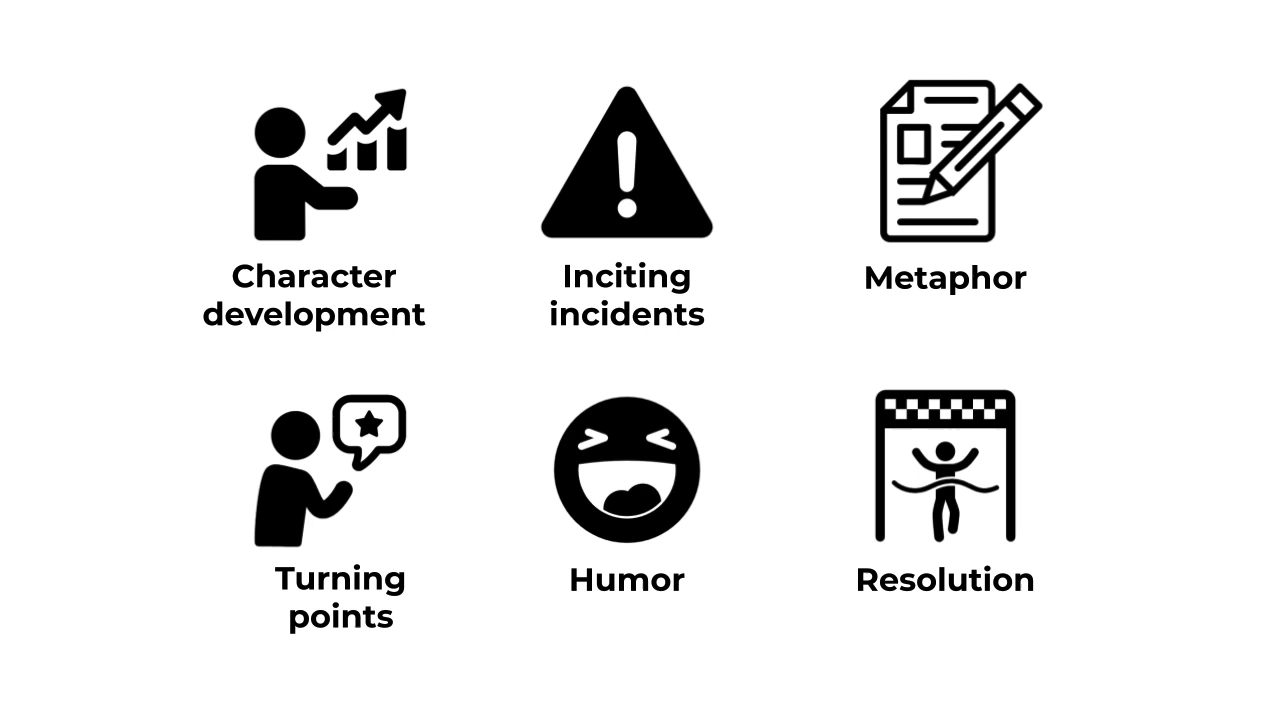 Character
development
Inciting
incidents
Metaphor
Turning
points
Humor
Resolution